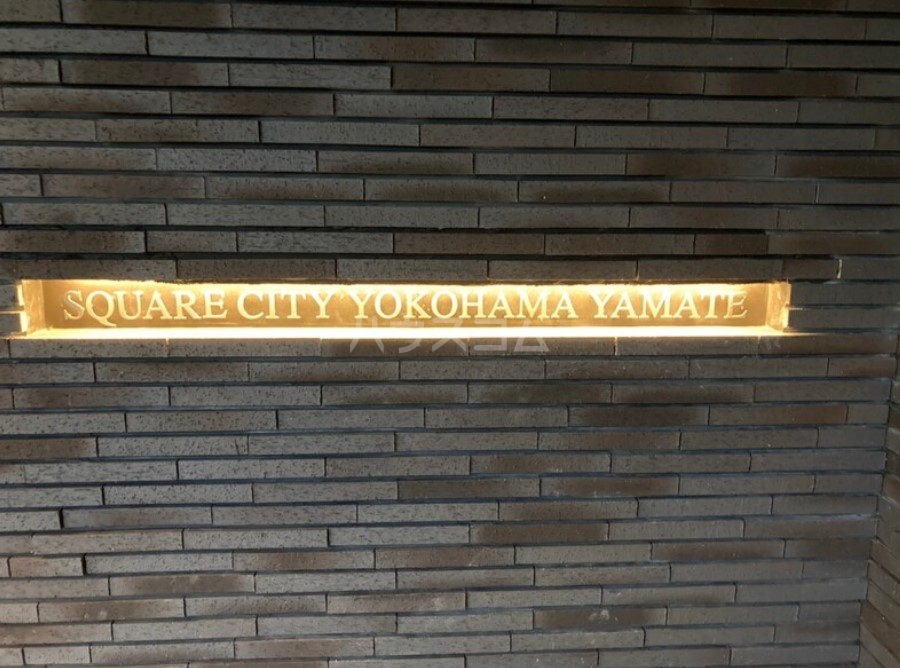 SQUARE CITY YOKOHAMA YAMATE
ハウスコム